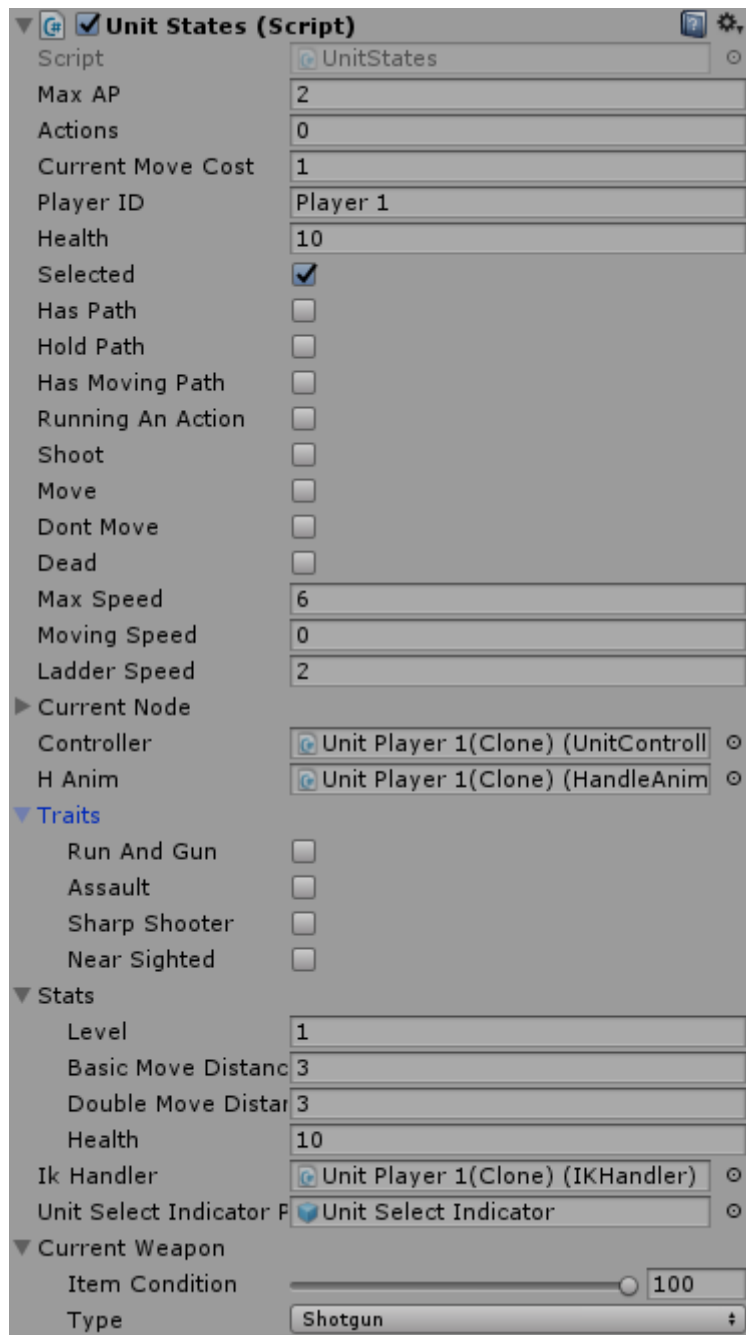 Unit States (Script)
Script UnitStates
Max AP 2
Actions 0
Current Move Cost 1
Player ID Player 1
Health 10
Selected
Has Path
Hold Path
Has Moving Path
Running An Action
Shoot
Move
Dont Move
Dead
Max Speed 6
Moving Speed 0
Ladder Speed 2
Current Node
Controller Unit Player 1(Clone) (UnitControll
H Anim Unit Player 1(Clone) (HandleAnim
Traits
Run And Gun
Assault
Sharp Shooter
Near Sighted
Stats
Level 1
Basic Move Distanc 3
Double Move Distar 3
Health 10
Ik Handler Unit Player 1(Clone) (IKHandler)
Unit Select Indicator P Unit Select Indicator
Current Weapon
Item Condition 100
Type Shotgun